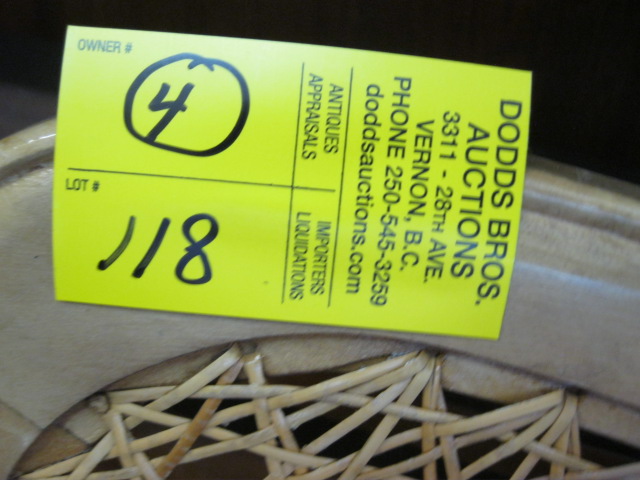 DODDS BROS.
AUCTIONS
3311 - 28TH AVE.
VERNON, B.C.
PHONE 250-545-3259
doddsauctions.com
ANTIQUES
APPRAISALS
IMPORTERS
LIQUIDATIONS
OWNER #
4
LOT #
118